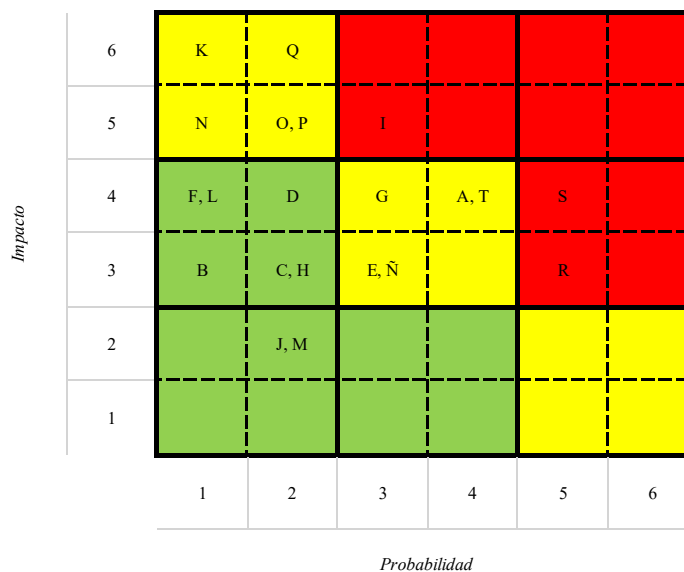 6 K Q
5 N O, P I
4 F, L D G A, T S
3 B C, H E, Ñ R
2 J, M
1
Impacto
1 2 3 4 5 6
Probabilidad